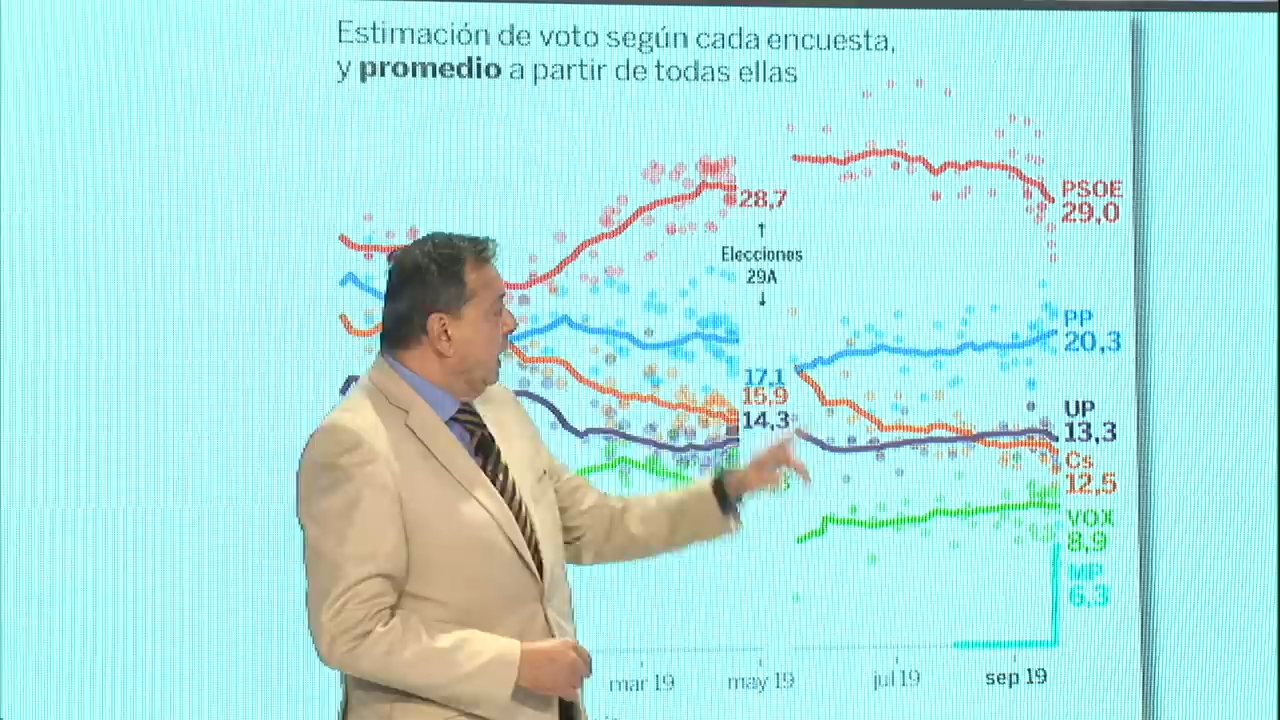 Estimación de voto según cada encuesta,
y promedio a partir de todas ellas
28,7
↑
Elecciones
29A
↓
17,1
15,9
14,3
PSOE
29,0
PP
20,3
UP
13,3
Cs
12,5
VOX
8,9
MP
6,3
mar 19
may 19
jul 19
sep 19